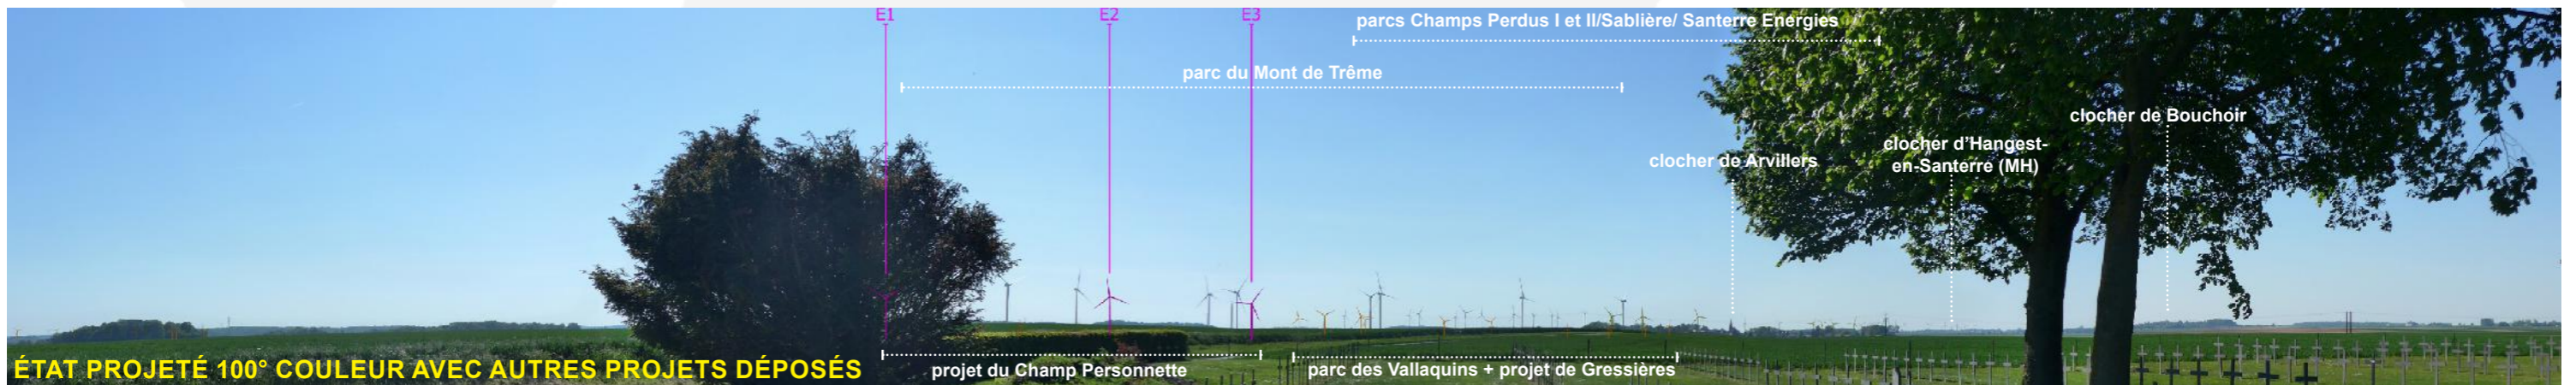 E1
E2
E3
parcs Champs Perdus I et II/Sablière/ Santerre Energies
parc du Mont de Trême
clocher de Bouchoir
clocher d'Hangest-
en-Santerre (MH)
clocher de Arvillers
ÉTAT PROJETÉ 100° COULEUR AVEC AUTRES PROJETS DÉPOSÉS
projet du Champ Personnette
parc des Vallaquins + projet de Gressières